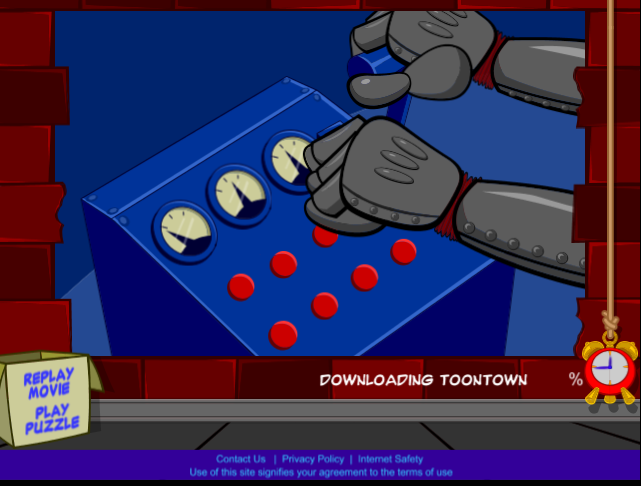 DOWNLOADING TOONTOWN %
REPLAY
MOVIE
PLAY
PUZZLE
Contact Us | Privacy Policy | Internet Safety
Use of this site signifies your agreement to the terms of use